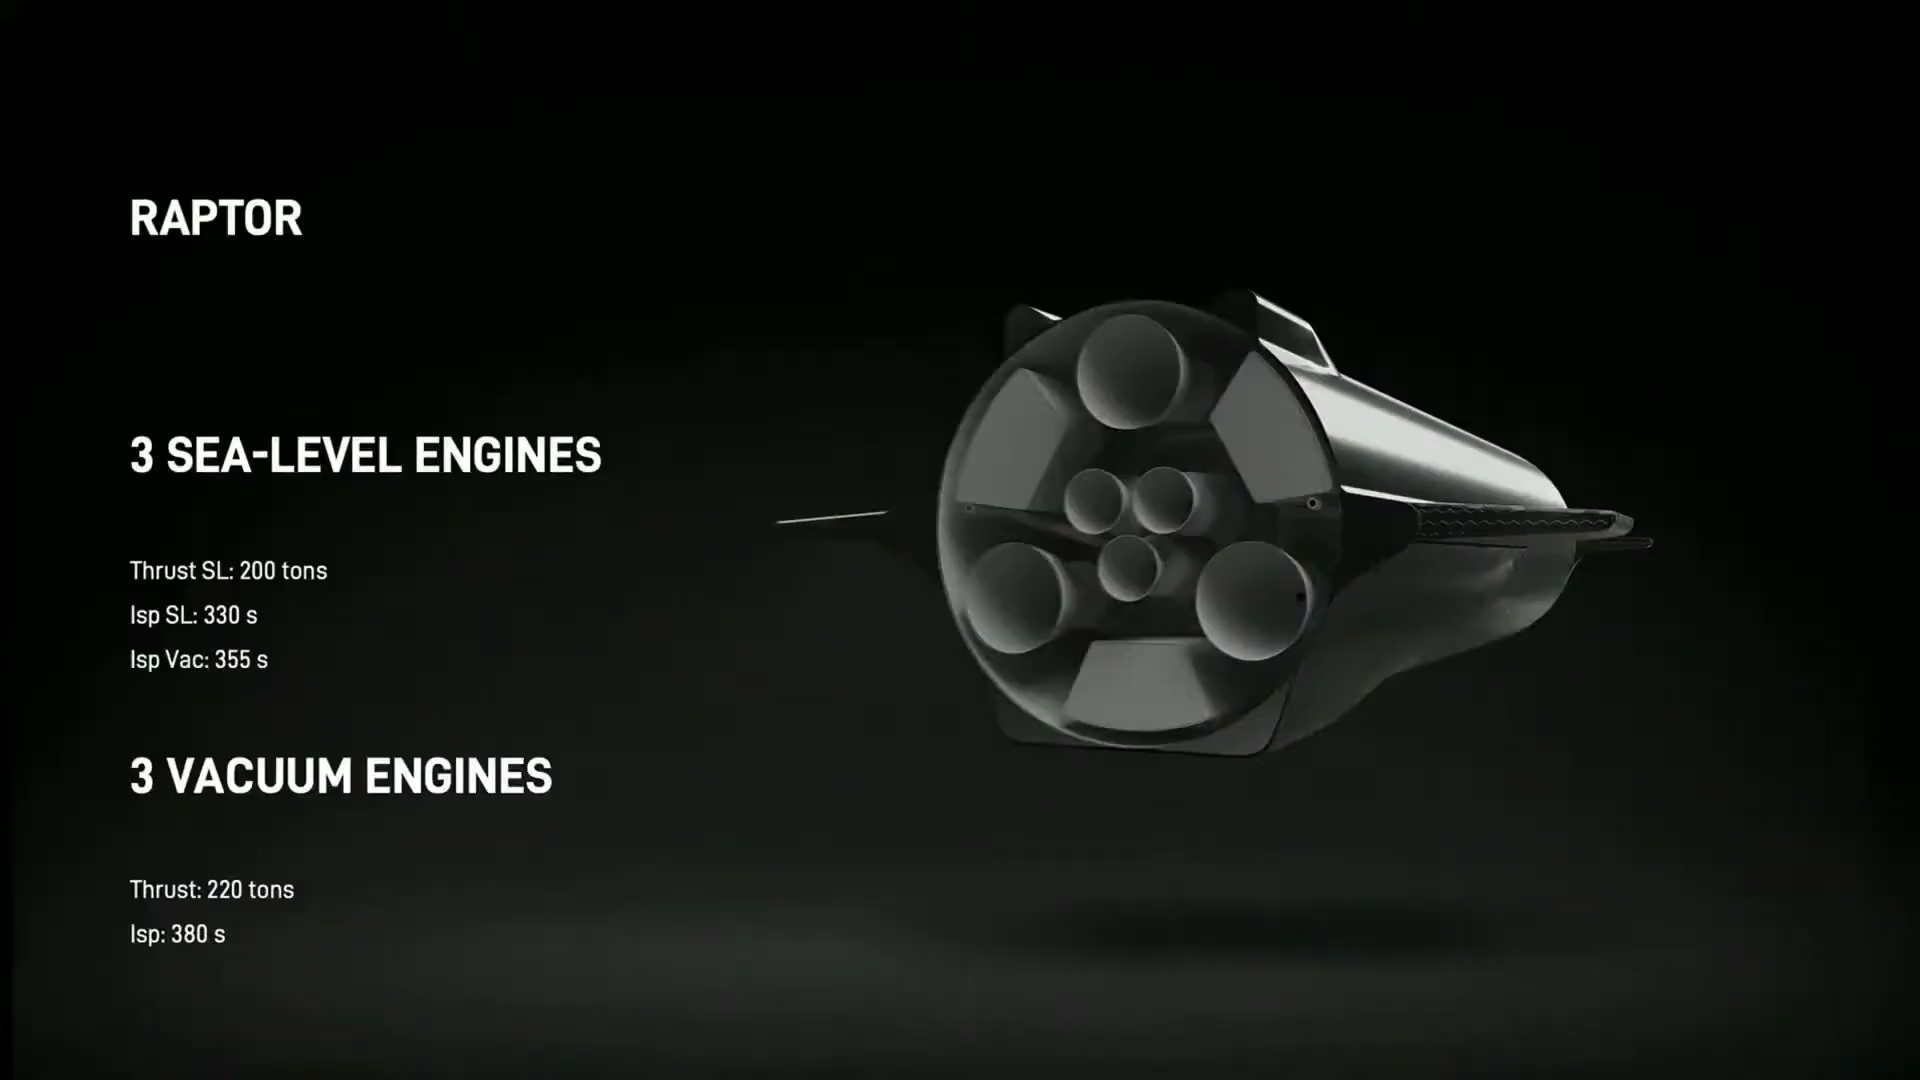 RAPTOR
3 SEA-LEVEL ENGINES
Thrust SL: 200 tons
Isp SL: 330 s
Isp Vac: 355 s
3 VACUUM ENGINES
Thrust: 220 tons
Isp: 380 s